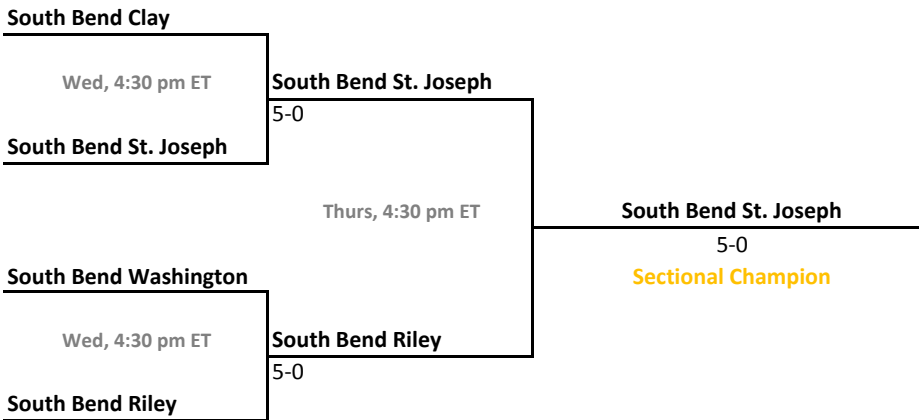 South Bend Clay
Wed, 4:30 pm ET
South Bend St. Joseph
5-0
South Bend St. Joseph
Thurs, 4:30 pm ET
South Bend St. Joseph
5-0
Sectional Champion
South Bend Washington
Wed, 4:30 pm ET
South Bend Riley
5-0
South Bend Riley